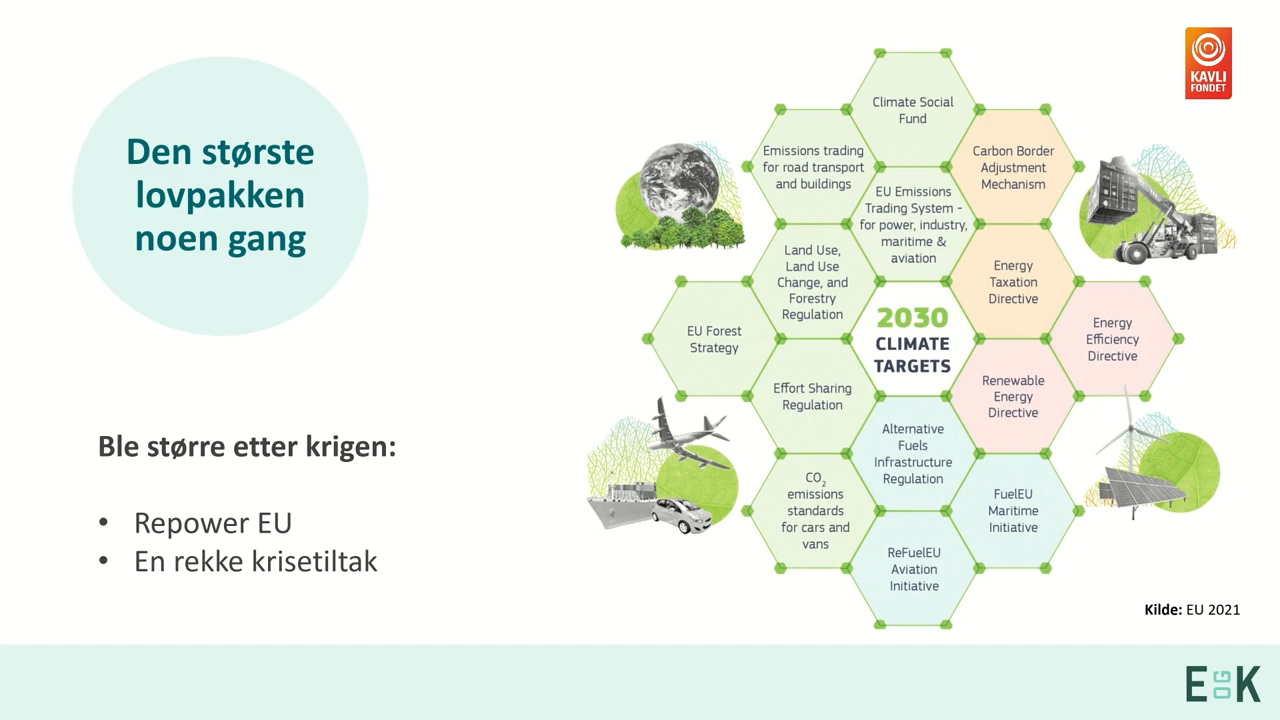 Den største
lovpakken
noen gang
Ble større etter krigen:
• Repower EU
• En rekke krisetiltak
KAVLI
FONDET
Climate Social
Fund
Emissions trading
for road transport
and buildings
Carbon Border
Adjustment
Mechanism
EU Emissions
Trading System –
for power, industry,
maritime &
aviation
Land Use,
Land Use
Change, and
Forestry
Regulation
Energy
Taxation
Directive
EU Forest
Strategy
2030
CLIMATE
TARGETS
Energy
Efficiency
Directive
Effort Sharing
Regulation
Renewable
Energy
Directive
Alternative
Fuels
Infrastructure
Regulation
CO₂
emissions
standards
for cars and
vans
FuelEU
Maritime
Initiative
ReFuelEU
Aviation
Initiative
Kilde: EU 2021
E OG K